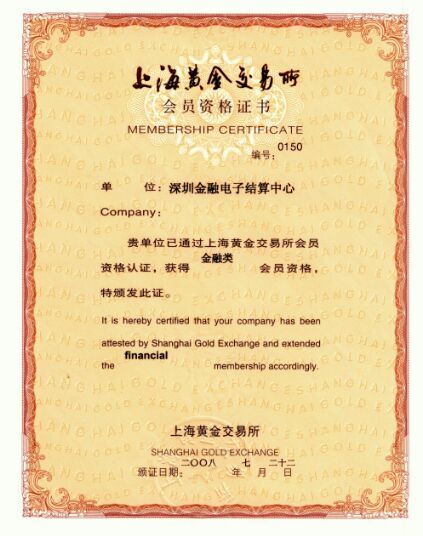 上海黄金交易所
会员资格证书
MEMBERSHIP CERTIFICATE
编号：0150
单 位：深圳金融电子结算中心
Company：
贵单位已通过上海黄金交易所会员
资格认证，获得 金融类 会员资格，
特颁发此证。
It is hereby certified that your company has been
attested by Shanghai Gold Exchange and extended
the financial membership accordingly.
上海黄金交易所
SHANGHAI GOLD EXCHANGE
颁证日期：二○○八年七月二十二日